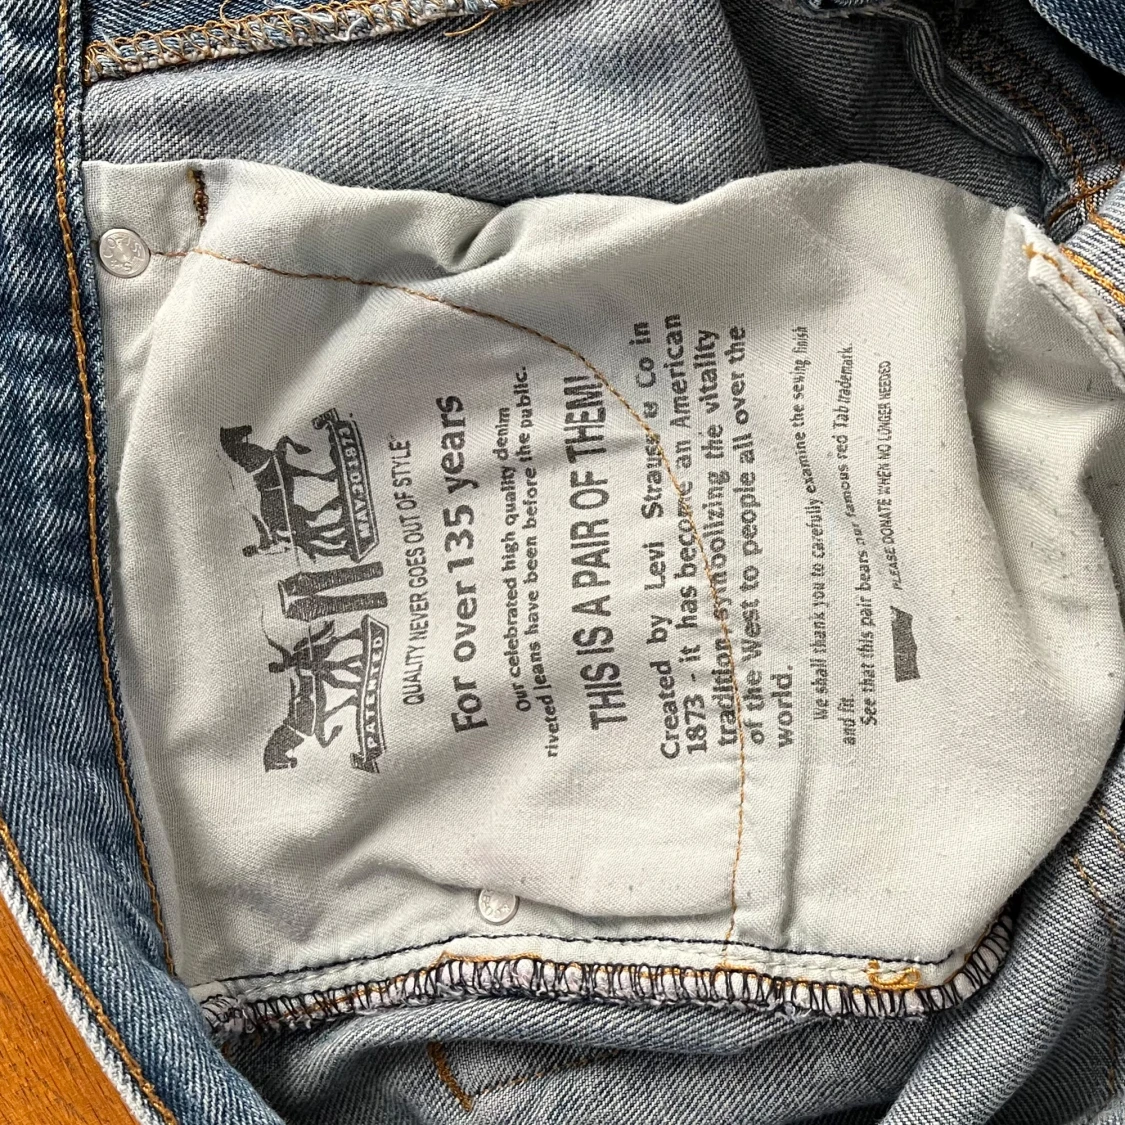 PATENTED
MAY 20 1873
QUALITY NEVER GOES OUT OF STYLE
For over 135 years
Our celebrated high quality denim
riveted jeans have been before the public.
THIS IS A PAIR OF THEM!
Created by Levi Strauss & Co in
1873 - it has become an American
tradition, symbolizing the vitality
of the West to people all over the
world.
We shall thank you to carefully examine the sewing finish
and fit.
See that this pair bears our famous red Tab trademark.
PLEASE DONATE WHEN NO LONGER NEEDED